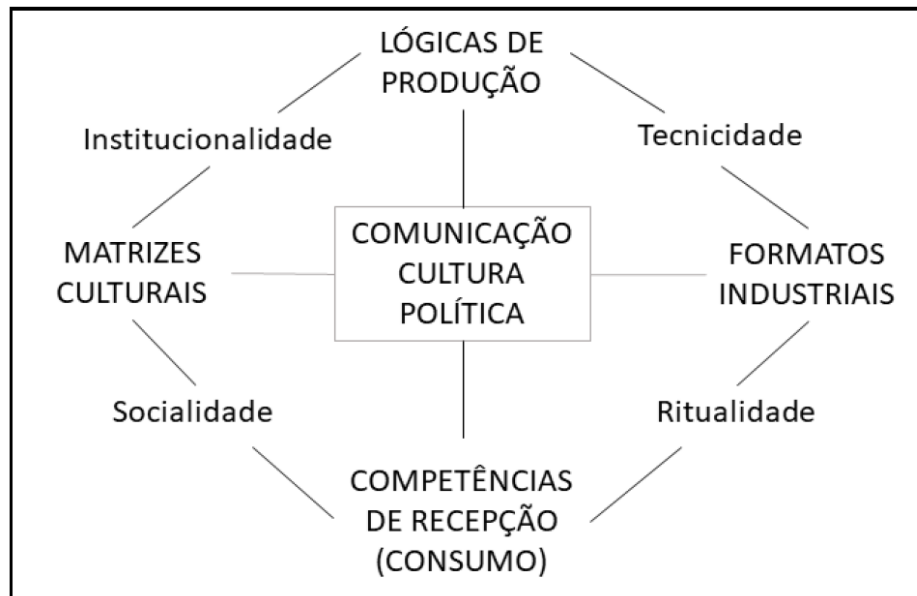 LÓGICAS DE
PRODUÇÃO
Institucionalidade
Tecnicidade
MATRIZES
CULTURAIS
COMUNICAÇÃO
CULTURA
POLÍTICA
FORMATOS
INDUSTRIAIS
Socialidade
Ritualidade
COMPETÊNCIAS
DE RECEPÇÃO
(CONSUMO)